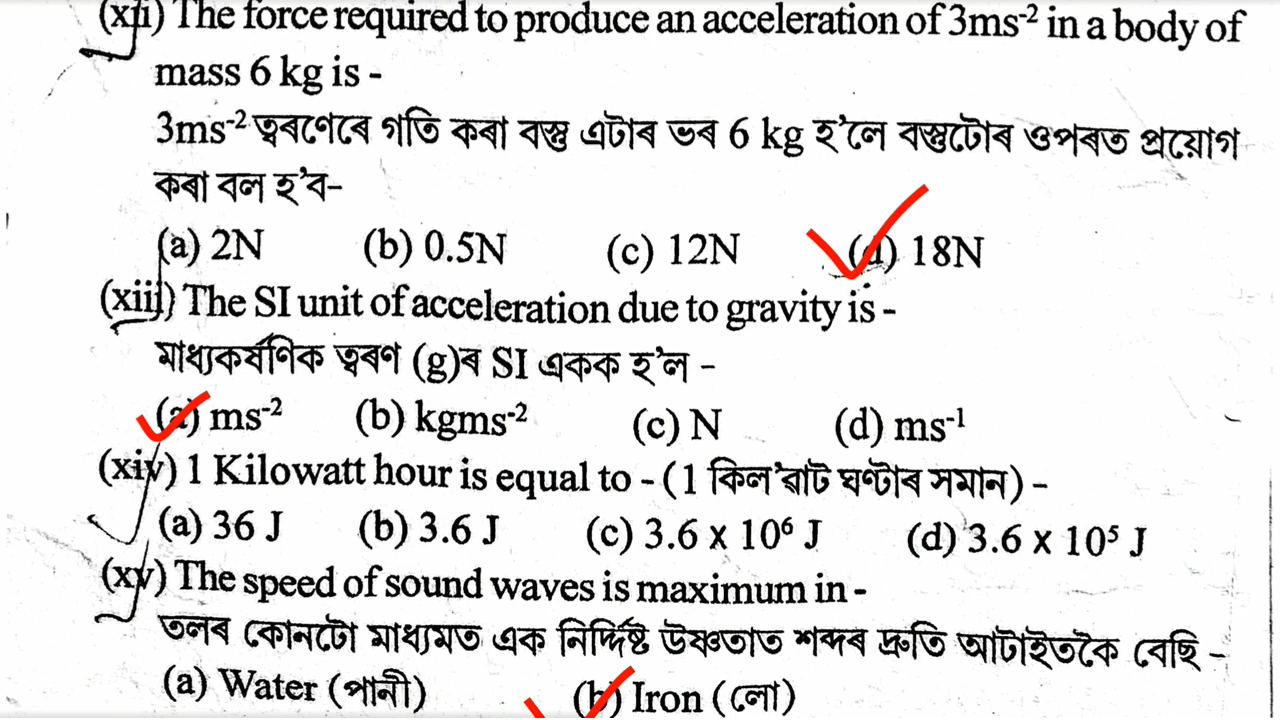 (xii) The force required to produce an acceleration of 3ms⁻² in a body of
mass 6 kg is -
3ms⁻² ত্বৰণেৰে গতি কৰা বস্তু এটাৰ ভৰ 6 kg হ'লে বস্তুটোৰ ওপৰত প্ৰয়োগ
কৰা বল হ'ব-
(a) 2N (b) 0.5N (c) 12N (d) 18N
(xiii) The SI unit of acceleration due to gravity is -
মাধ্যকৰ্ষণিক ত্বৰণ (g)ৰ SI একক হ'ল -
(a) ms⁻² (b) kgms⁻² (c) N (d) ms⁻¹
(xiv) 1 Kilowatt hour is equal to - (1 কিল'ৱাট ঘণ্টাৰ সমান) -
(a) 36 J (b) 3.6 J (c) 3.6 x 10⁶ J (d) 3.6 x 10⁵ J
(xv) The speed of sound waves is maximum in -
তলৰ কোনটো মাধ্যমত এক নিৰ্দ্দিষ্ট উষ্ণতাত শব্দৰ দ্ৰুতি আটাইতকৈ বেছি -
(a) Water (পানী) (b) Iron (লো)